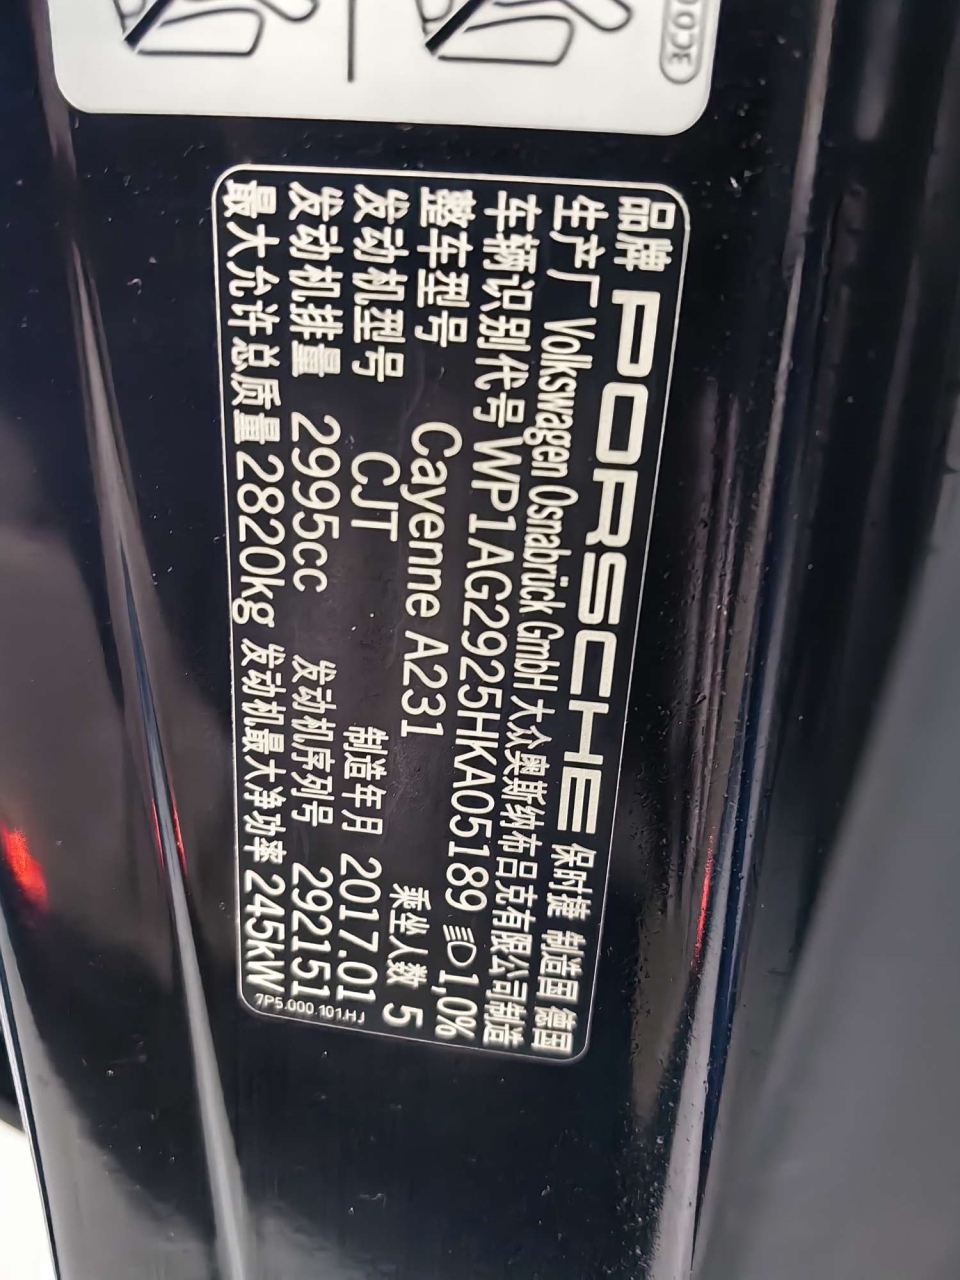 3C00
品牌 PORSCHE 保时捷 制造国 德国
生产厂 Volkswagen Osnabrück GmbH 大众奥斯纳布吕克有限公司制造
车辆识别代号 WP1AG2925HKA05189 1,0%
整车型号 Cayenne A231 乘坐人数 5
发动机型号 CJT 制造年月 2017.01
发动机排量 2995cc 发动机序列号 292151
最大允许总质量 2820kg 发动机最大净功率 245kW
7P5.000.101.HJ